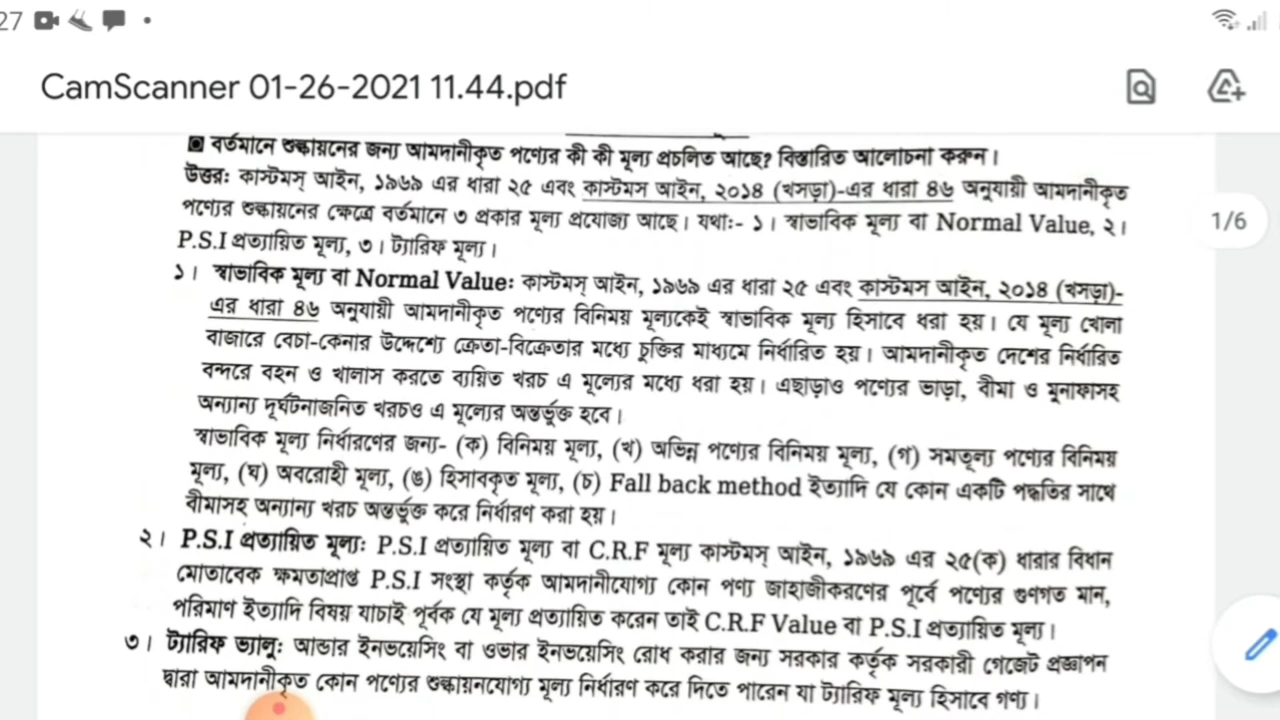 27
CamScanner 01-26-2021 11.44.pdf
বর্তমানে শুল্কায়নের জন্য আমদানীকৃত পণ্যের কী কী মূল্য প্রচলিত আছে? বিস্তারিত আলোচনা করুন।
উত্তর: কাস্টমস্ আইন, ১৯৬৯ এর ধারা ২৫ এবং কাস্টমস আইন, ২০১৪ (খসড়া)-এর ধারা ৪৬ অনুযায়ী আমদানীকৃত
পণ্যের শুল্কায়নের ক্ষেত্রে বর্তমানে ৩ প্রকার মূল্য প্রযোজ্য আছে। যথাঃ- ১। স্বাভাবিক মূল্য বা Normal Value, ২।
1/6
P.S.I প্রত্যায়িত মূল্য, ৩। ট্যারিফ মূল্য।
১। স্বাভাবিক মূল্য বা Normal Value: কাস্টমস্ আইন, ১৯৬৯ এর ধারা ২৫ এবং কাস্টমস আইন, ২০১৪ (খসড়া)-
এর ধারা ৪৬ অনুযায়ী আমদানীকৃত পণ্যের বিনিময় মূল্যকেই স্বাভাবিক মূল্য হিসাবে ধরা হয়। যে মূল্য খোলা
বাজারে বেচা-কেনার উদ্দেশ্যে ক্রেতা-বিক্রেতার মধ্যে চুক্তির মাধ্যমে নির্ধারিত হয়। আমদানীকৃত দেশের নির্ধারিত
বন্দরে বহন ও খালাস করতে ব্যয়িত খরচ এ মূল্যের মধ্যে ধরা হয়। এছাড়াও পণ্যের ভাড়া, বীমা ও মুনাফাসহ
অন্যান্য দূর্ঘটনাজনিত খরচও এ মূল্যের অন্তর্ভুক্ত হবে।
স্বাভাবিক মূল্য নির্ধারণের জন্য- (ক) বিনিময় মূল্য, (খ) অভিন্ন পণ্যের বিনিময় মূল্য, (গ) সমতূল্য পণ্যের বিনিময়
মূল্য, (ঘ) অবরোহী মূল্য, (ঙ) হিসাবকৃত মূল্য, (চ) Fall back method ইত্যাদি যে কোন একটি পদ্ধতির সাথে
বীমাসহ অন্যান্য খরচ অন্তর্ভুক্ত করে নির্ধারণ করা হয়।
২। P.S.I প্রত্যায়িত মূল্য: P.S.I প্রত্যায়িত মূল্য বা C.R.F মূল্য কাস্টমস্ আইন, ১৯৬৯ এর ২৫(ক) ধারার বিধান
মোতাবেক ক্ষমতাপ্রাপ্ত P.S.I সংস্থা কর্তৃক আমদানীযোগ্য কোন পণ্য জাহাজীকরণের পূর্বে পণ্যের গুণগত মান,
পরিমাণ ইত্যাদি বিষয় যাচাই পূর্বক যে মূল্য প্রত্যায়িত করেন তাই C.R.F Value বা P.S.I প্রত্যায়িত মূল্য।
৩। ট্যারিফ ভ্যালু: আন্ডার ইনভয়েসিং বা ওভার ইনভয়েসিং রোধ করার জন্য সরকার কর্তৃক সরকারী গেজেট প্রজ্ঞাপন
দ্বারা আমদানীকৃত কোন পণ্যের শুল্কায়নযোগ্য মূল্য নির্ধারণ করে দিতে পারেন যা ট্যারিফ মূল্য হিসাবে গণ্য।